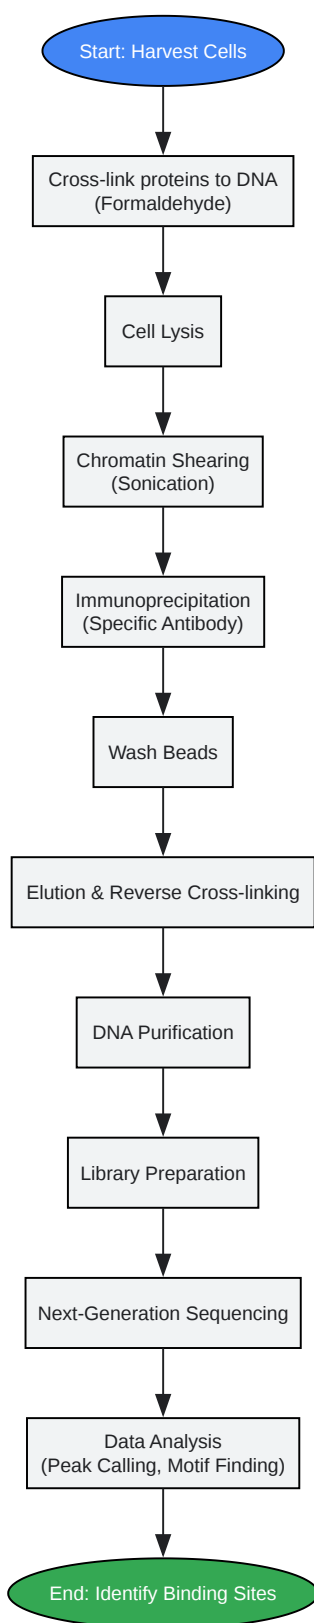 Start: Harvest Cells
Cross-link proteins to DNA
(Formaldehyde)
Cell Lysis
Chromatin Shearing
(Sonication)
Immunoprecipitation
(Specific Antibody)
Wash Beads
Elution & Reverse Cross-linking
DNA Purification
Library Preparation
Next-Generation Sequencing
Data Analysis
(Peak Calling, Motif Finding)
End: Identify Binding Sites